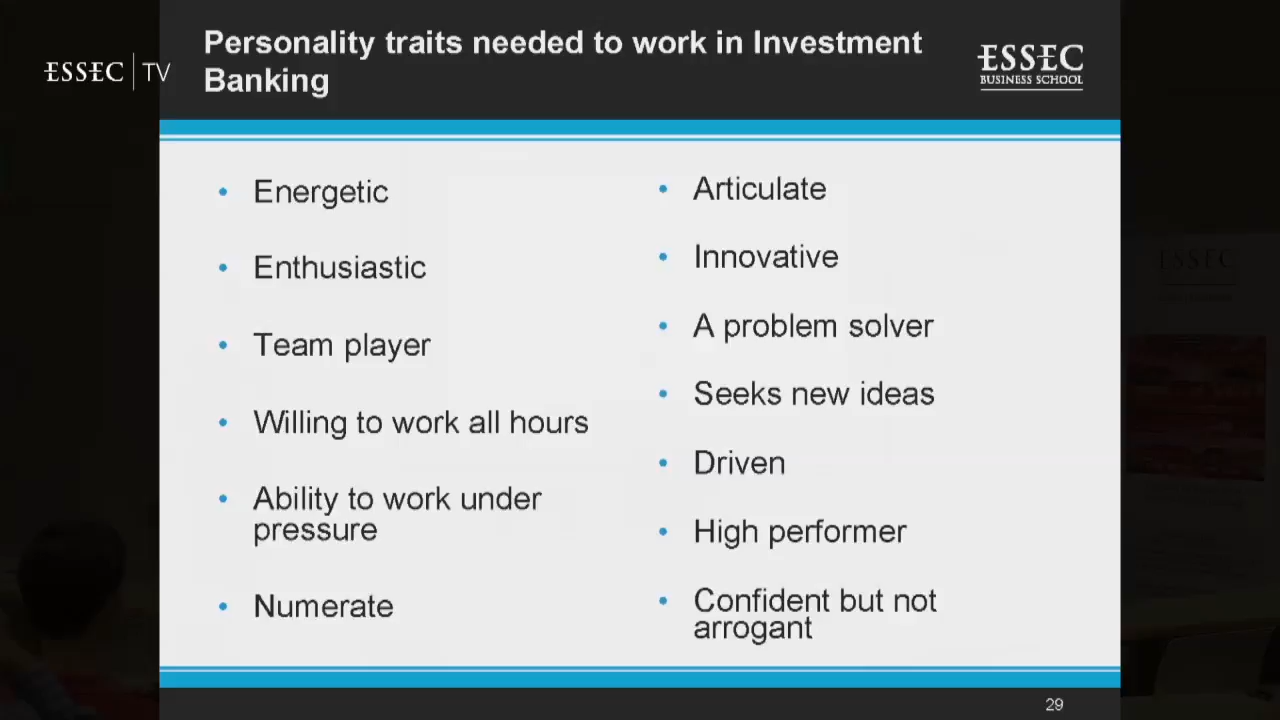 Personality traits needed to work in Investment
Banking
ESSEC TV
ESSEC
BUSINESS SCHOOL
Energetic
Enthusiastic
Team player
Willing to work all hours
Ability to work under
pressure
Numerate
Articulate
Innovative
A problem solver
Seeks new ideas
Driven
High performer
Confident but not
arrogant
ESSEC
29